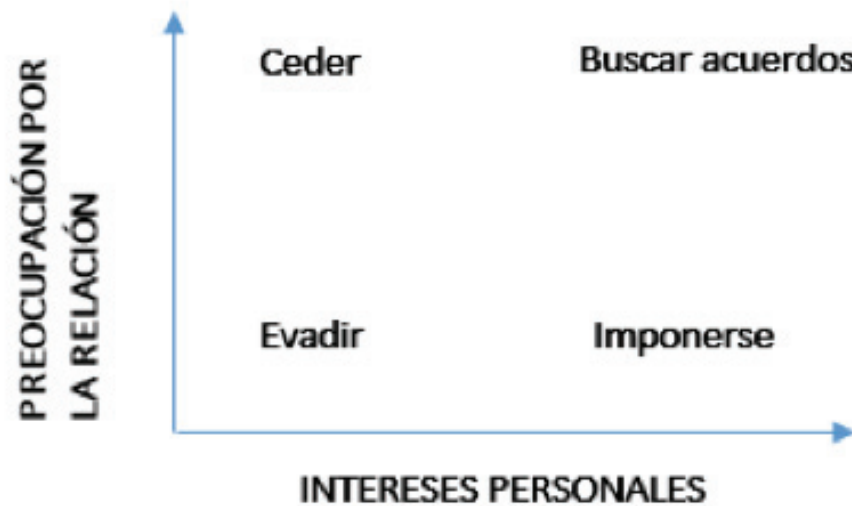 PREOCUPACIÓN POR
LA RELACIÓN
Ceder
Buscar acuerdos
Evadir
Imponerse
INTERESES PERSONALES